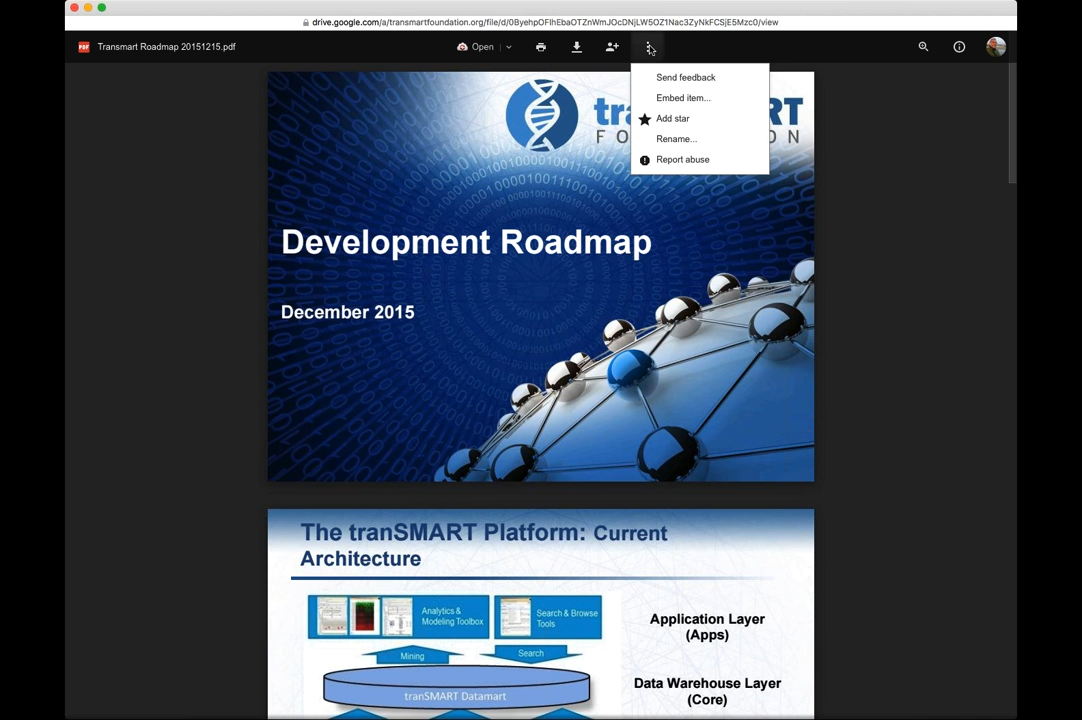 drive.google.com/a/transmartfoundation.org/file/d/0ByehpOFIhEbaOTZnWmJOcDNjLW5OZ1Nac3ZyNkFCSjE5Mzc0/view
PDF Transmart Roadmap 20151215.pdf
Open
Send feedback
Embed item...
Add star
Rename...
Report abuse
Development Roadmap
December 2015
The tranSMART Platform: Current
Architecture
Analytics &
Modeling Toolbox
Search & Browse
Tools
Application Layer
(Apps)
Mining
Search
tranSMART Datamart
Data Warehouse Layer
(Core)